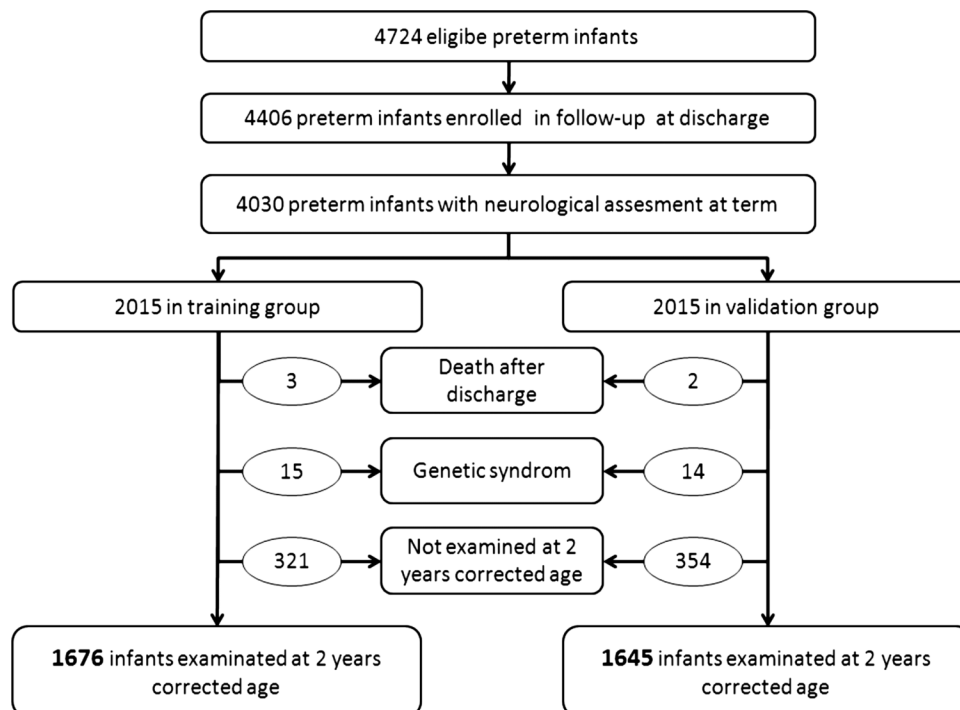 4724 eligibe preterm infants
4406 preterm infants enrolled in follow-up at discharge
4030 preterm infants with neurological assesment at term
2015 in training group
2015 in validation group
3
Death after
discharge
2
15
Genetic syndrom
14
321
Not examined at 2
years corrected age
354
1676 infants examinated at 2 years
corrected age
1645 infants examinated at 2 years
corrected age